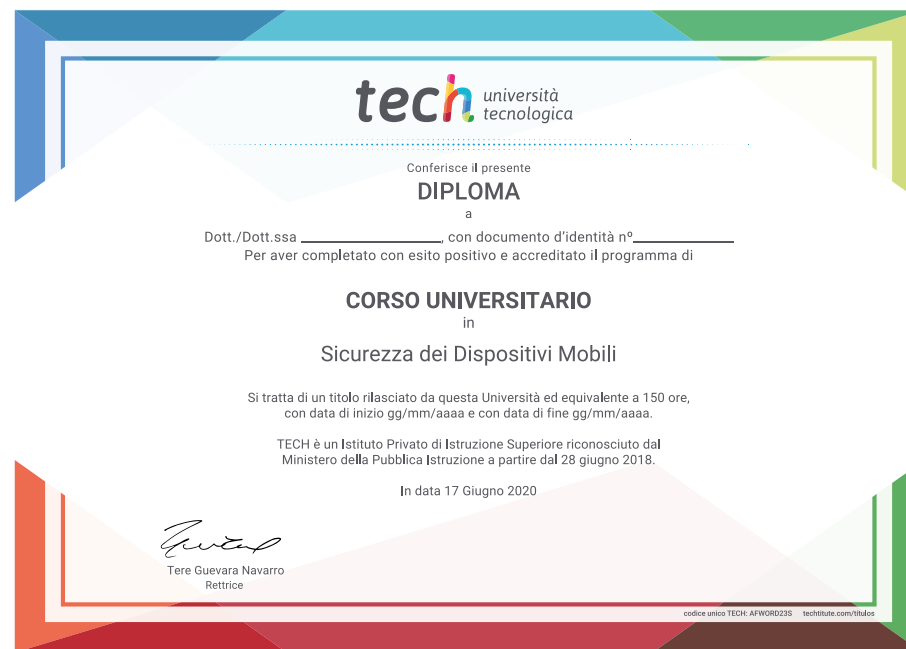 tech università
tecnologica
Conferisce il presente
DIPLOMA
a
Dott./Dott.ssa ____________________, con documento d'identità nº______________
Per aver completato con esito positivo e accreditato il programma di
CORSO UNIVERSITARIO
in
Sicurezza dei Dispositivi Mobili
Si tratta di un titolo rilasciato da questa Università ed equivalente a 150 ore,
con data di inizio gg/mm/aaaa e con data di fine gg/mm/aaaa.
TECH è un Istituto Privato di Istruzione Superiore riconosciuto dal
Ministero della Pubblica Istruzione a partire dal 28 giugno 2018.
In data 17 Giugno 2020
Tere Guevara Navarro
Rettrice
codice unico TECH: AFWORD23S techtitute.com/titulos